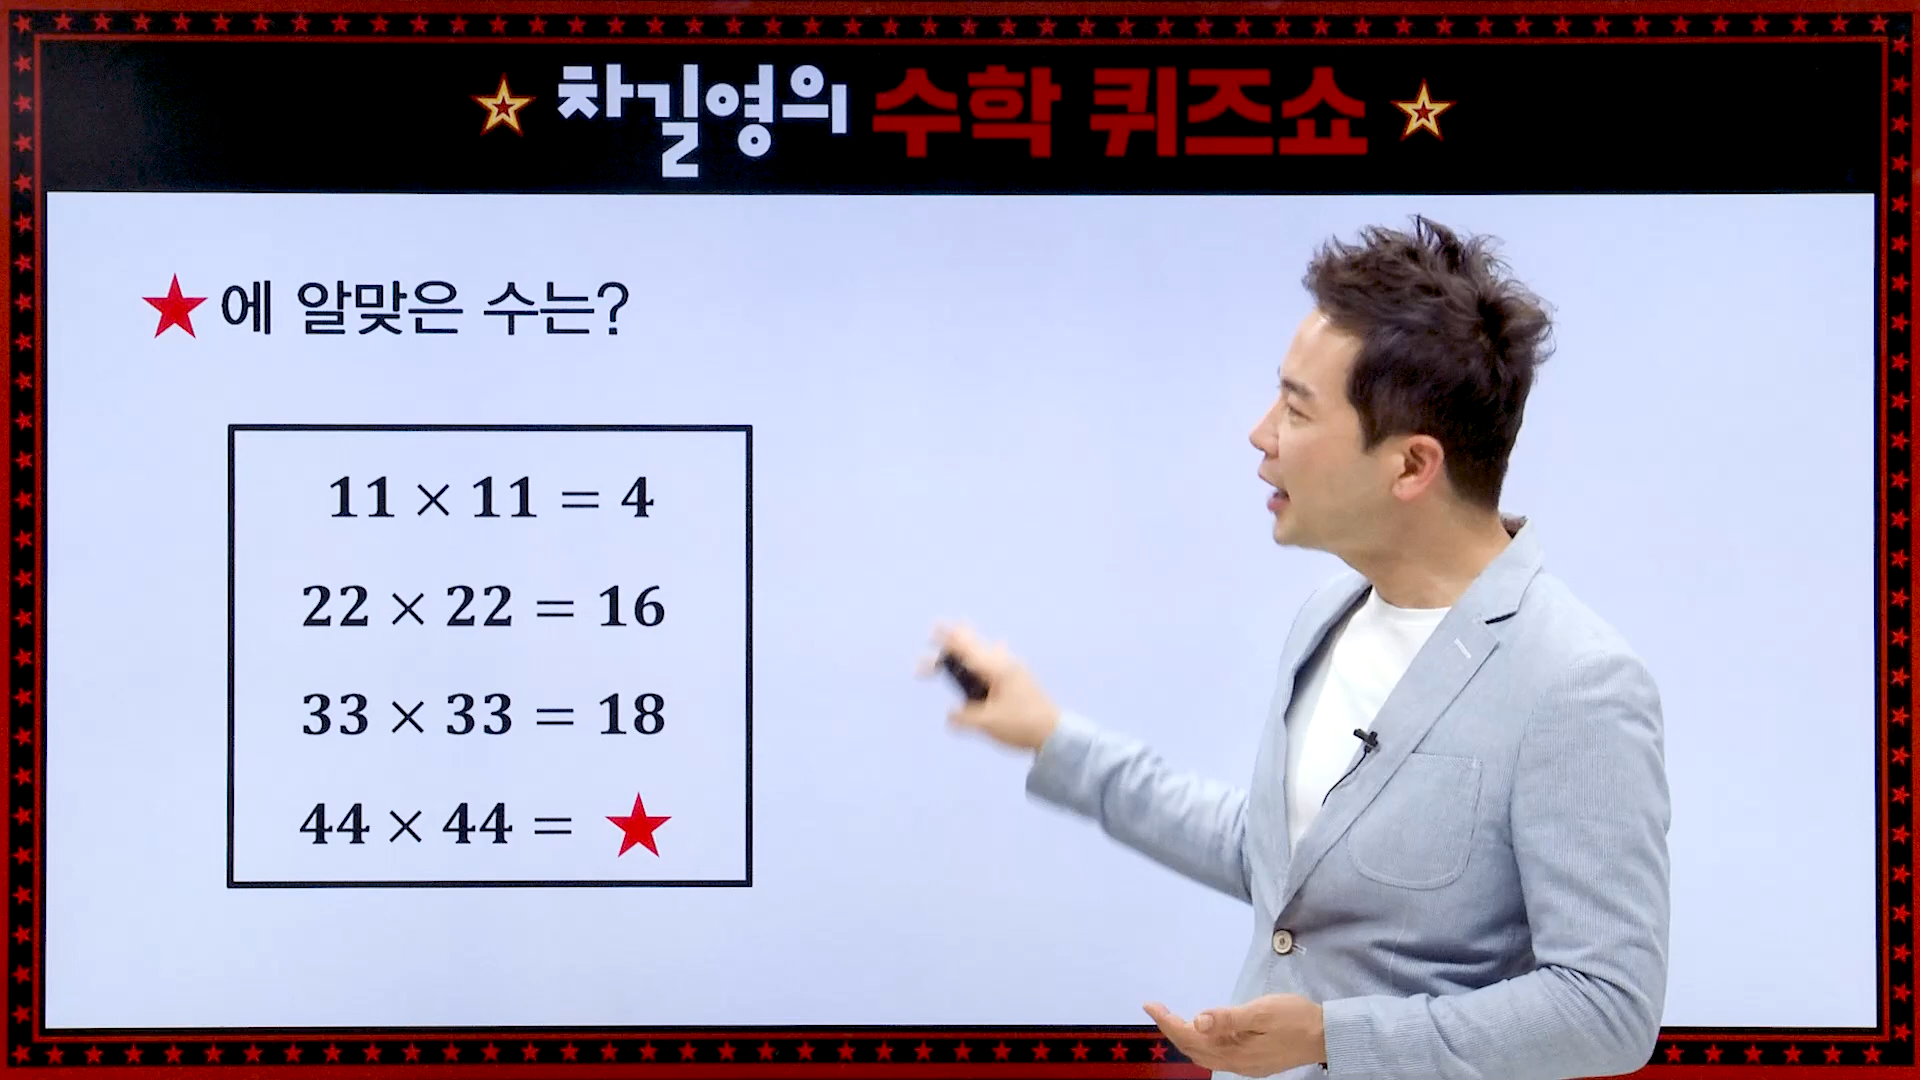 차길영의 수학 퀴즈쇼
★에 알맞은 수는?
11 × 11 = 4
22 × 22 = 16
33 × 33 = 18
44 × 44 = ★